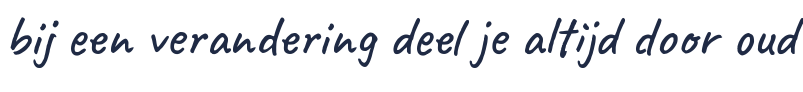 bij een verandering deel je altijd door oud